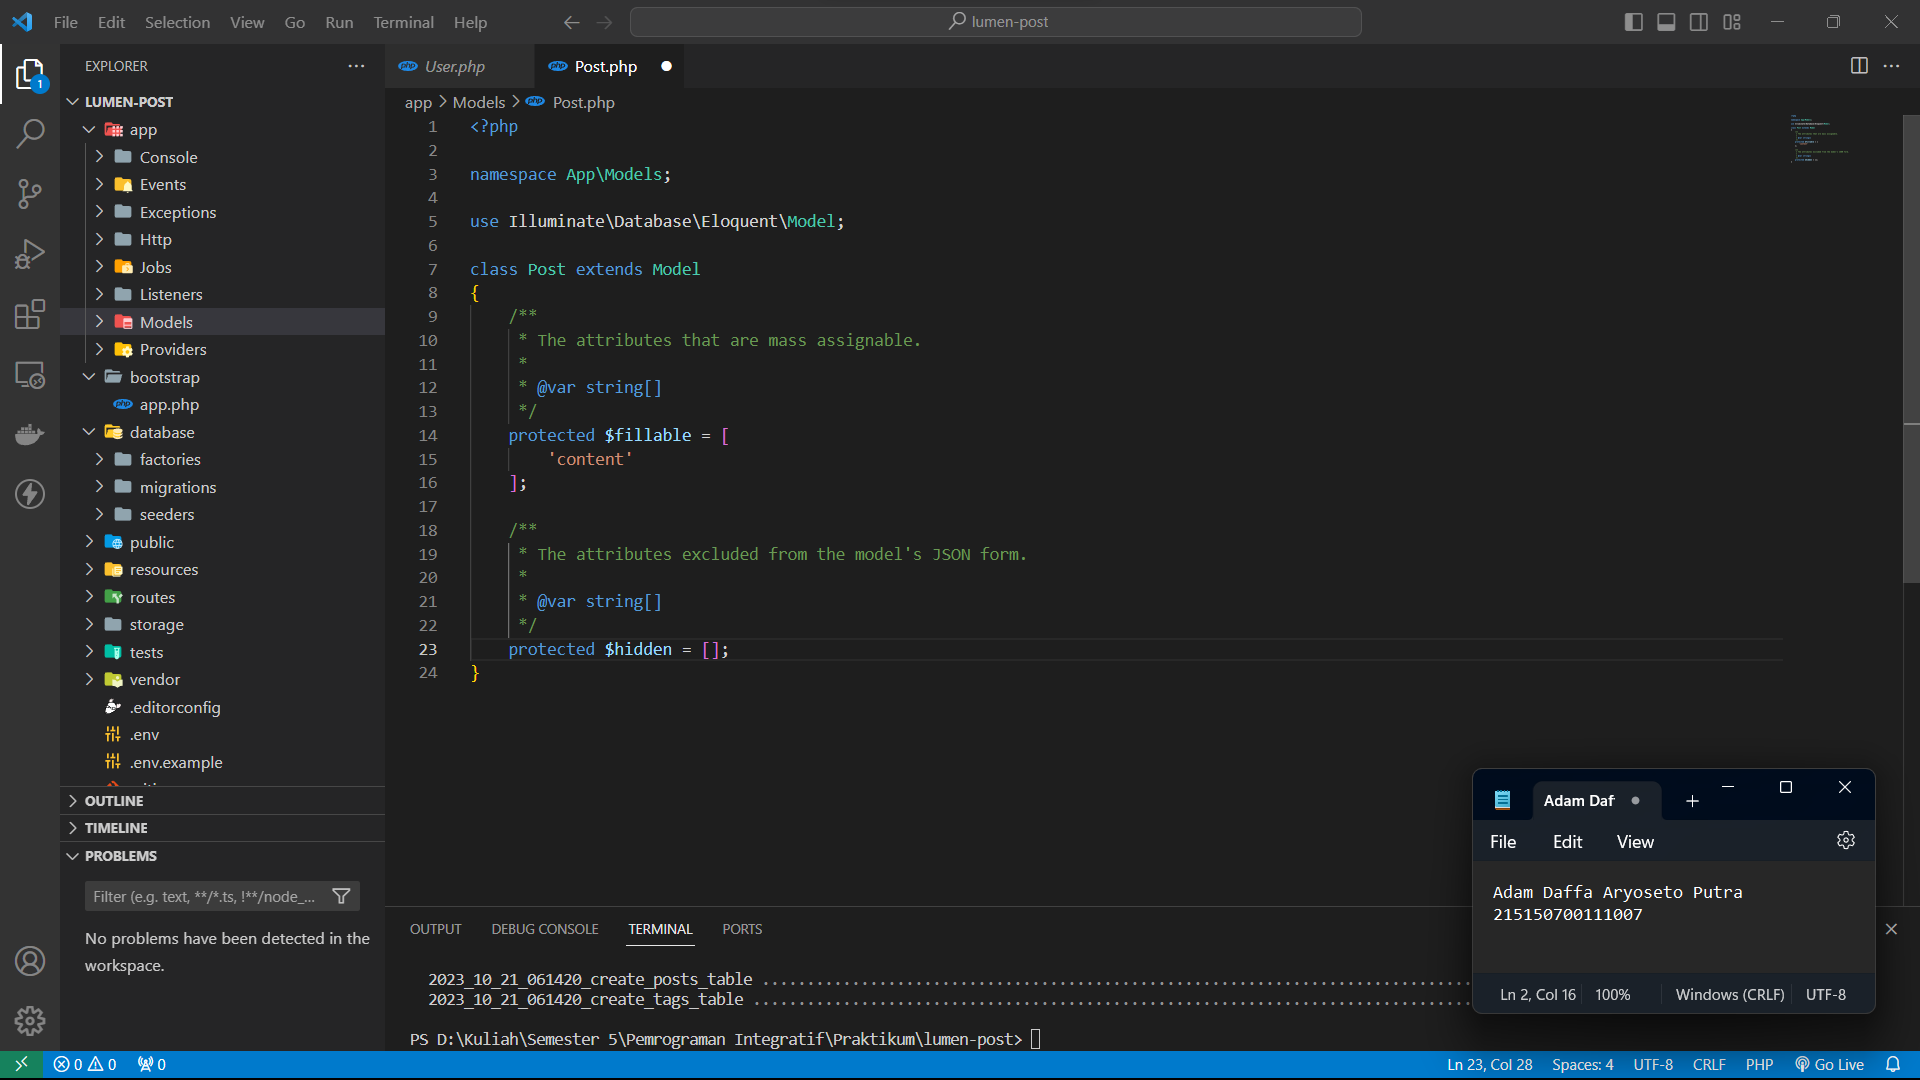 File Edit Selection View Go Run Terminal Help
lumen-post
EXPLORER
1
LUMEN-POST
app
Console
Events
Exceptions
Http
Jobs
Listeners
Models
Providers
bootstrap
app.php
database
factories
migrations
seeders
public
resources
routes
storage
tests
vendor
.editorconfig
.env
.env.example
OUTLINE
TIMELINE
PROBLEMS
Filter (e.g. text, **/*.ts, !**/node_...
No problems have been detected in the
workspace.
User.php
Post.php
app > Models > Post.php
1 <?php
2
3 namespace App\Models;
4
5 use Illuminate\Database\Eloquent\Model;
6
7 class Post extends Model
8 {
9 /**
10 * The attributes that are mass assignable.
11 *
12 * @var string[]
13 */
14 protected $fillable = [
15 'content'
16 ];
17
18 /**
19 * The attributes excluded from the model's JSON form.
20 *
21 * @var string[]
22 */
23 protected $hidden = [];
24 }
OUTPUT DEBUG CONSOLE TERMINAL PORTS
2023_10_21_061420_create_posts_table ................................................................................
2023_10_21_061420_create_tags_table .................................................................................
PS D:\Kuliah\Semester 5\Pemrograman Integratif\Praktikum\lumen-post>
Adam Daf
File Edit View
Adam Daffa Aryoseto Putra
215150700111007
Ln 2, Col 16 100% Windows (CRLF) UTF-8
0 0 0
Ln 23, Col 28 Spaces: 4 UTF-8 CRLF PHP Go Live